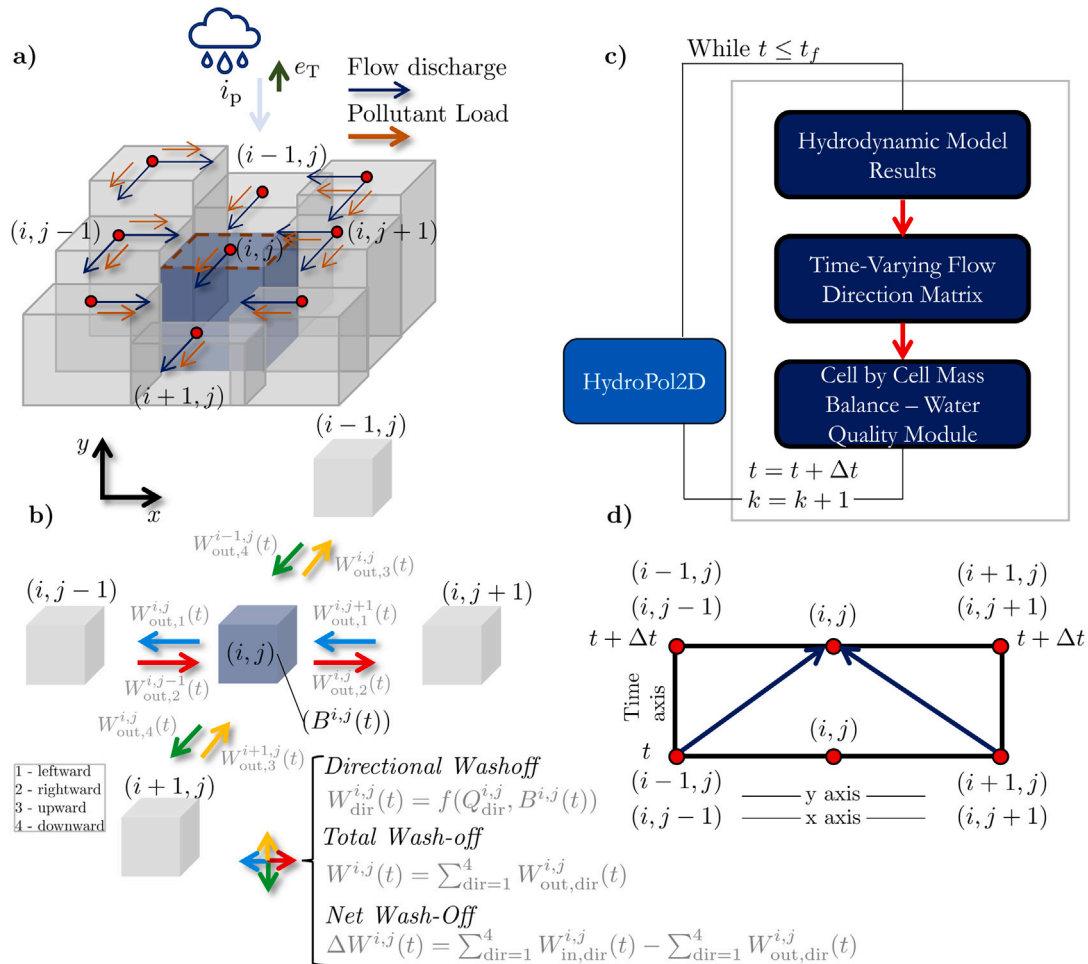 a)
e_T
i_p
Flow discharge
Pollutant Load
(i − 1, j)
(i, j − 1)
(i, j)
(i, j + 1)
(i + 1, j)
y
x
b)
(i − 1, j)
W^{i−1,j}_{out,4}(t)
W^{i,j}_{out,3}(t)
(i, j − 1)
W^{i,j}_{out,1}(t)
W^{i,j+1}_{out,1}(t)
(i, j + 1)
(i, j)
W^{i,j−1}_{out,2}(t)
W^{i,j}_{out,2}(t)
(B^{i,j}(t))
W^{i,j}_{out,4}(t)
W^{i+1,j}_{out,3}(t)
(i + 1, j)
1 - leftward
2 - rightward
3 - upward
4 - downward
Directional Washoff
W^{i,j}_{dir}(t) = f(Q^{i,j}_{dir}, B^{i,j}(t))
Total Wash-off
W^{i,j}(t) = ∑^{4}_{dir=1} W^{i,j}_{out,dir}(t)
Net Wash-Off
ΔW^{i,j}(t) = ∑^{4}_{dir=1} W^{i,j}_{in,dir}(t) − ∑^{4}_{dir=1} W^{i,j}_{out,dir}(t)
c)
While t ≤ t_f
Hydrodynamic Model
Results
Time-Varying Flow
Direction Matrix
HydroPol2D
Cell by Cell Mass
Balance – Water
Quality Module
t = t + Δt
k = k + 1
d)
(i − 1, j)
(i, j − 1)
(i, j)
(i + 1, j)
(i, j + 1)
t + Δt
t + Δt
Time
axis
t
(i, j)
(i − 1, j)
(i, j − 1)
y axis
x axis
(i + 1, j)
(i, j + 1)